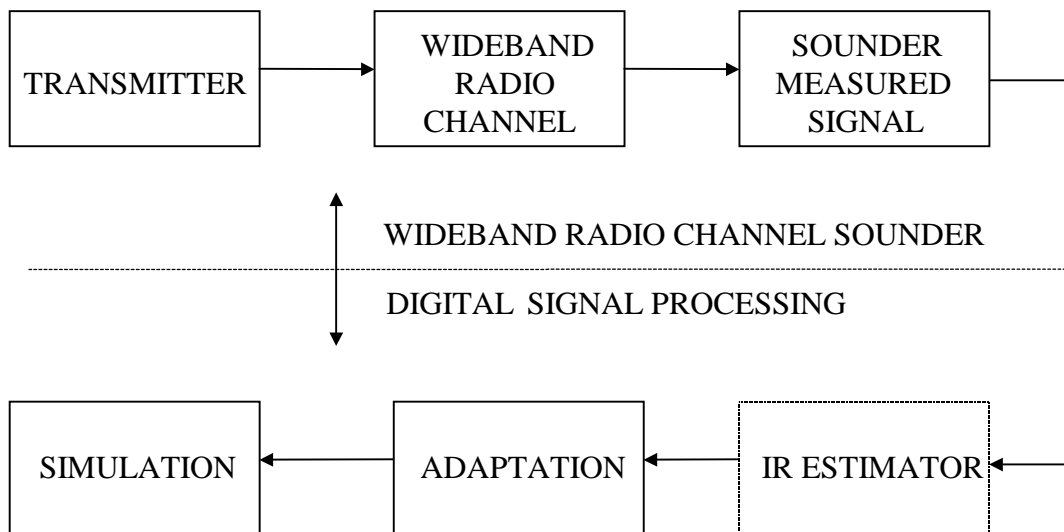 TRANSMITTER
WIDEBAND
RADIO
CHANNEL
SOUNDER
MEASURED
SIGNAL
WIDEBAND RADIO CHANNEL SOUNDER
DIGITAL SIGNAL PROCESSING
SIMULATION
ADAPTATION
IR ESTIMATOR